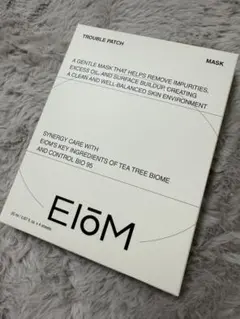 TROUBLE PATCH
MASK
A GENTLE MASK THAT HELPS REMOVE IMPURITIES,
EXCESS OIL, AND SURFACE BUILDUP, CREATING
A CLEAN AND WELL-BALANCED SKIN ENVIRONMENT
SYNERGY CARE WITH
EIOM'S KEY INGREDIENTS OF TEA TREE BIOME
AND CONTROL BIO 95
EIōM